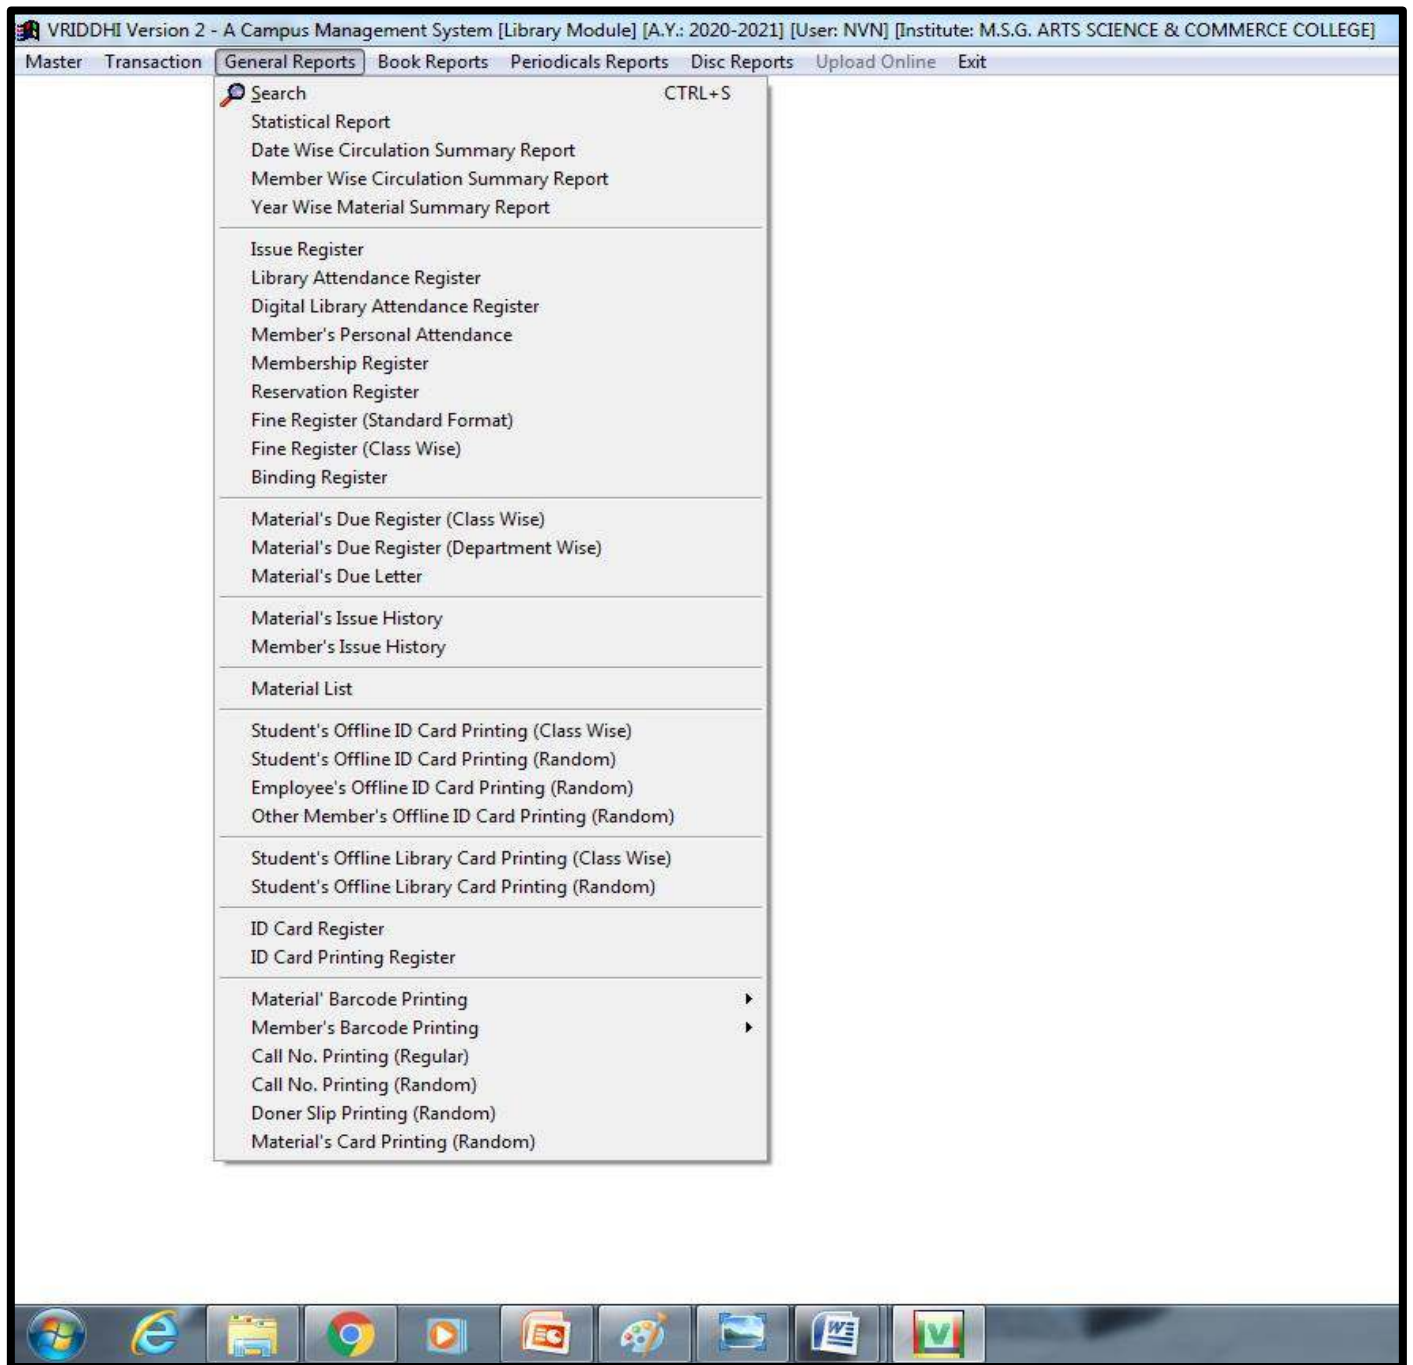 VRIDDHI Version 2 - A Campus Management System [Library Module] [A.Y.: 2020-2021] [User: NVN] [Institute: M.S.G. ARTS SCIENCE & COMMERCE COLLEGE]
Master Transaction General Reports Book Reports Periodicals Reports Disc Reports Upload Online Exit
Search CTRL+S
Statistical Report
Date Wise Circulation Summary Report
Member Wise Circulation Summary Report
Year Wise Material Summary Report
Issue Register
Library Attendance Register
Digital Library Attendance Register
Member's Personal Attendance
Membership Register
Reservation Register
Fine Register (Standard Format)
Fine Register (Class Wise)
Binding Register
Material's Due Register (Class Wise)
Material's Due Register (Department Wise)
Material's Due Letter
Material's Issue History
Member's Issue History
Material List
Student's Offline ID Card Printing (Class Wise)
Student's Offline ID Card Printing (Random)
Employee's Offline ID Card Printing (Random)
Other Member's Offline ID Card Printing (Random)
Student's Offline Library Card Printing (Class Wise)
Student's Offline Library Card Printing (Random)
ID Card Register
ID Card Printing Register
Material' Barcode Printing
Member's Barcode Printing
Call No. Printing (Regular)
Call No. Printing (Random)
Doner Slip Printing (Random)
Material's Card Printing (Random)